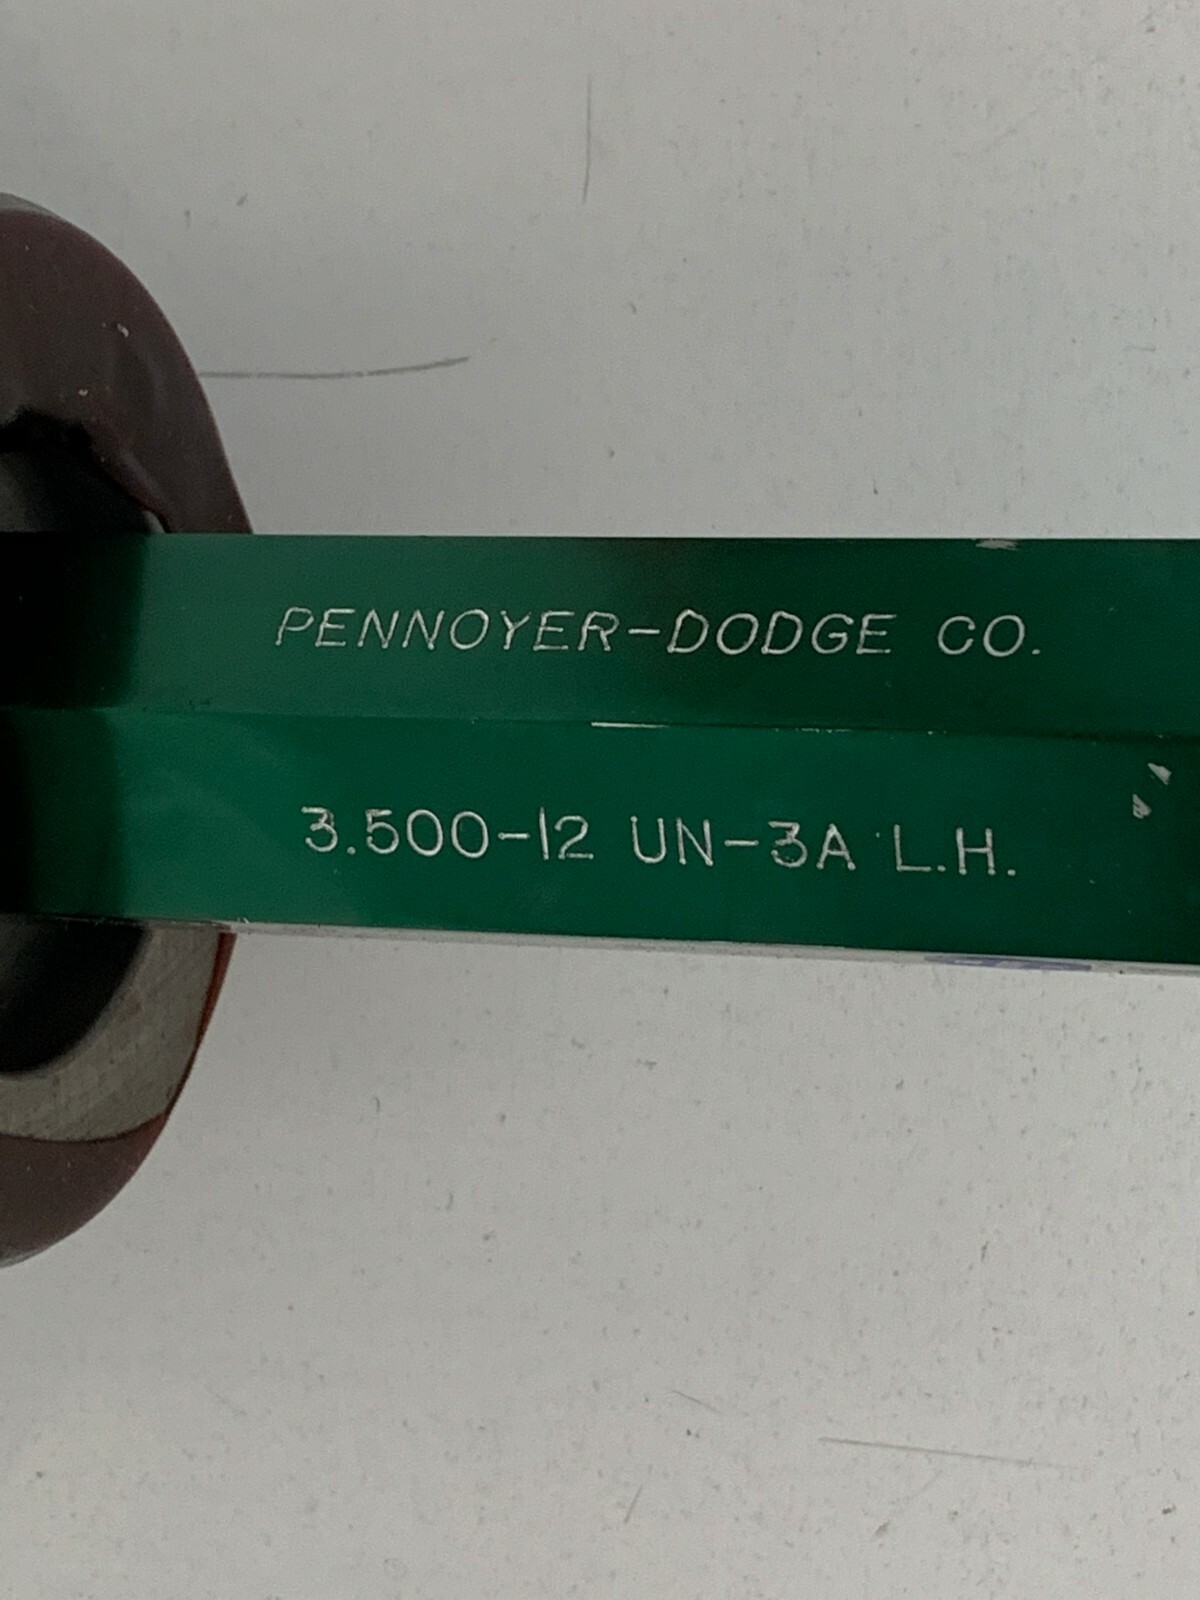 PENNOYER-DODGE CO.
3.500-12 UN-3A L.H.